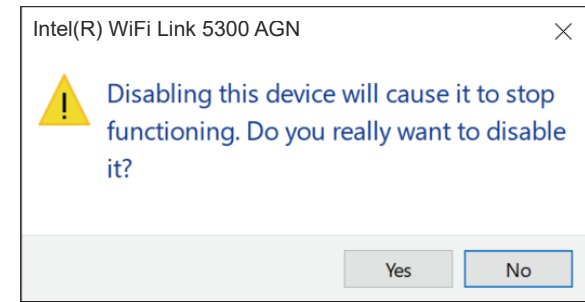 Intel(R) WiFi Link 5300 AGN
Disabling this device will cause it to stop
functioning. Do you really want to disable
it?
Yes No